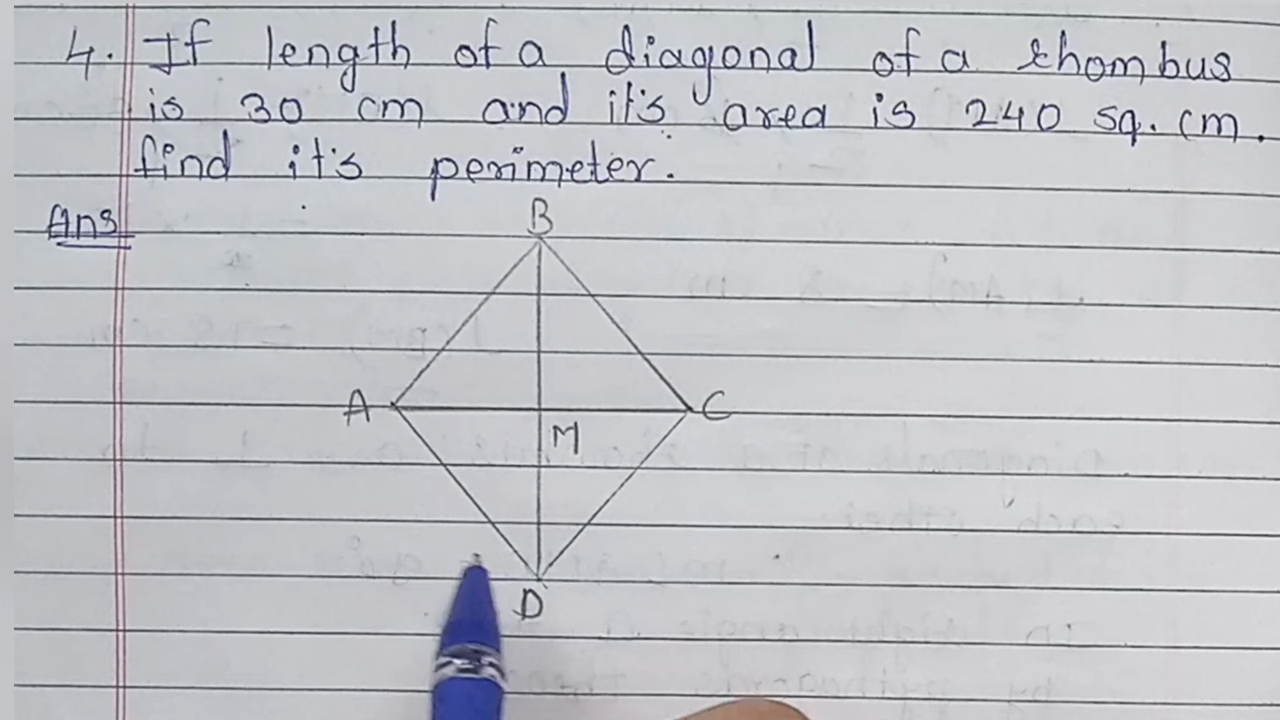 4. If length of a diagonal of a rhombus
is 30 cm and it's area is 240 sq. cm.
find it's perimeter.
Ans
B
A
C
M
D